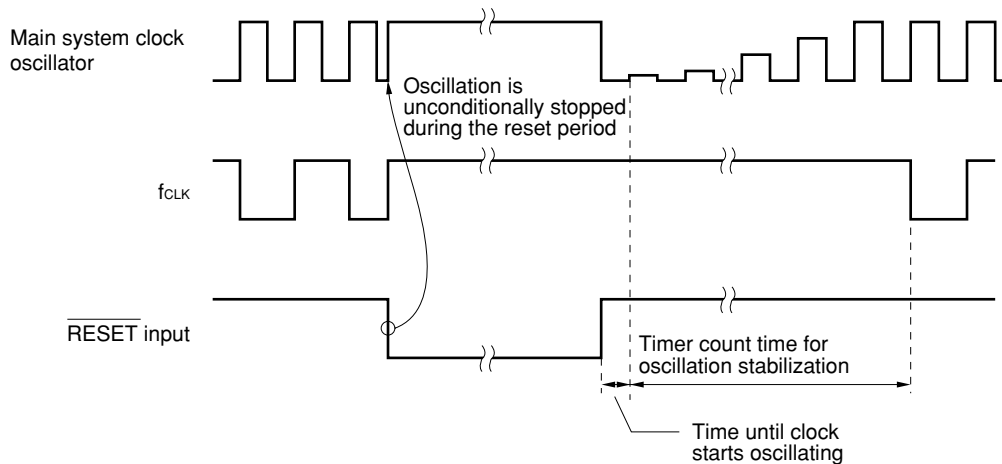 Main system clock
oscillator
Oscillation is
unconditionally stopped
during the reset period
fCLK
RESET input
Timer count time for
oscillation stabilization
Time until clock
starts oscillating